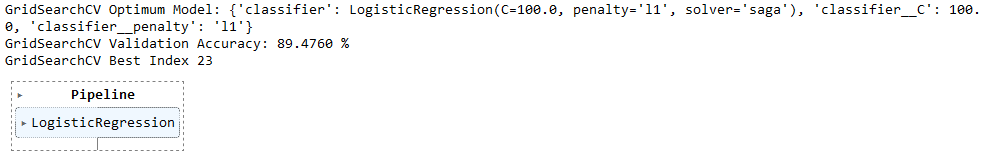 GridSearchCV Optimum Model: {'classifier': LogisticRegression(C=100.0, penalty='l1', solver='saga'), 'classifier__C': 100.
0, 'classifier__penalty': 'l1'}
GridSearchCV Validation Accuracy: 89.4760 %
GridSearchCV Best Index 23
▸ Pipeline
▸ LogisticRegression